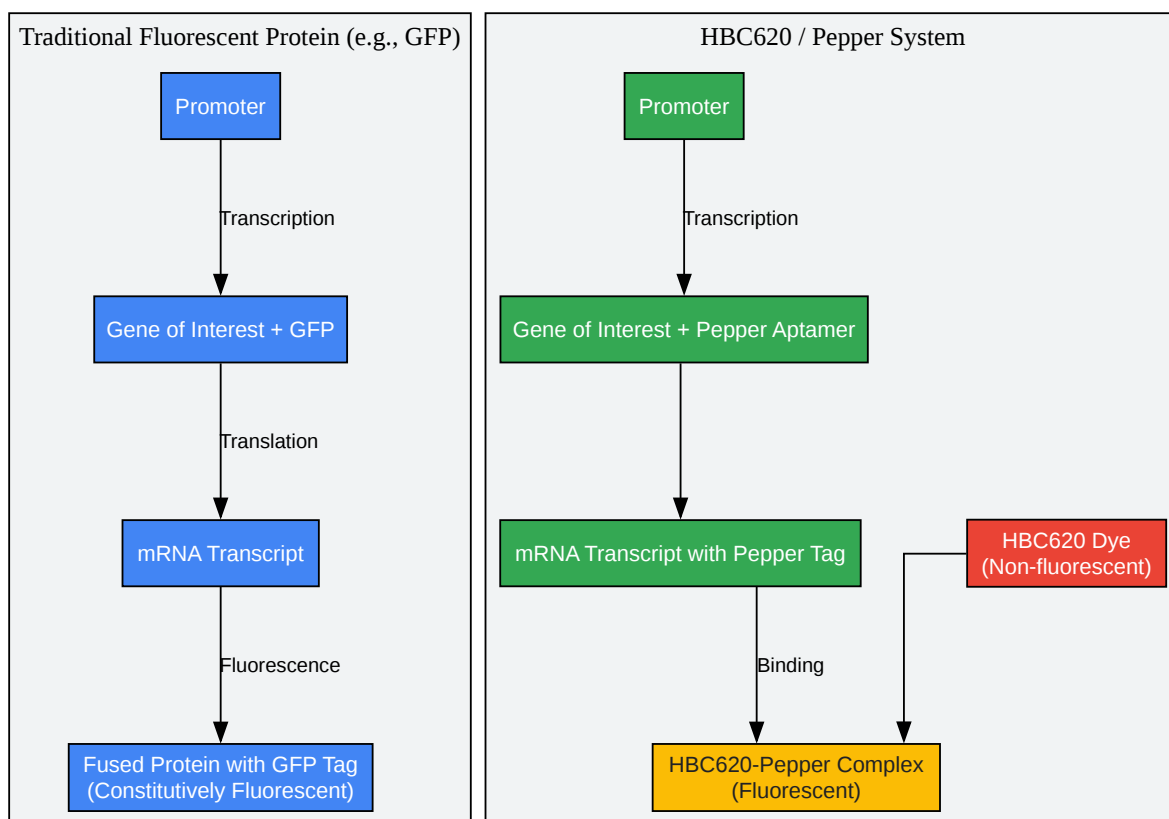 Traditional Fluorescent Protein (e.g., GFP)
Promoter
Transcription
Gene of Interest + GFP
Translation
mRNA Transcript
Fluorescence
Fused Protein with GFP Tag
(Constitutively Fluorescent)
HBC620 / Pepper System
Promoter
Transcription
Gene of Interest + Pepper Aptamer
mRNA Transcript with Pepper Tag
HBC620 Dye
(Non-fluorescent)
Binding
HBC620-Pepper Complex
(Fluorescent)